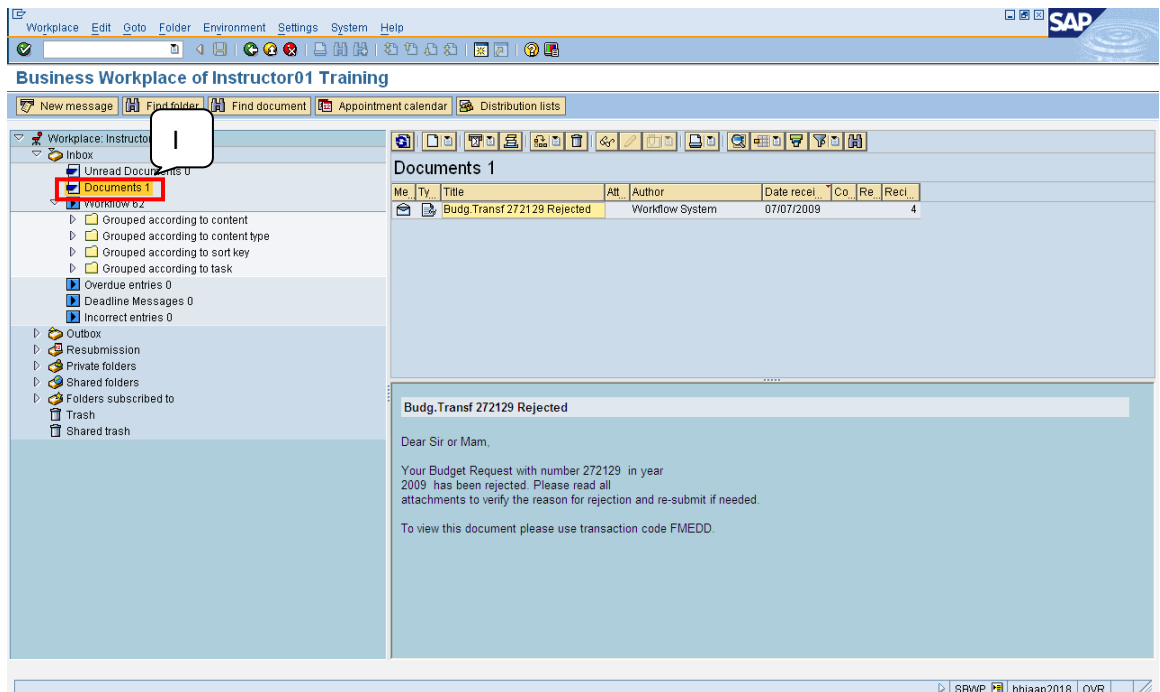 Workplace Edit Goto Folder Environment Settings System Help
SAP
Business Workplace of Instructor01 Training
New message Find folder Find document Appointment calendar Distribution lists
Workplace: Instructor
I
Inbox
Unread Documents 0
Documents 1
Workflow 62
Grouped according to content
Grouped according to content type
Grouped according to sort key
Grouped according to task
Overdue entries 0
Deadline Messages 0
Incorrect entries 0
Outbox
Resubmission
Private folders
Shared folders
Folders subscribed to
Trash
Shared trash
Documents 1
Me... Ty... Title Att... Author Date recei... Co... Re... Reci...
Budg.Transf 272129 Rejected Workflow System 07/07/2009 4
Budg.Transf 272129 Rejected
Dear Sir or Mam,
Your Budget Request with number 272129 in year
2009 has been rejected. Please read all
attachments to verify the reason for rejection and re-submit if needed.
To view this document please use transaction code FMEDD.
SBWP bhiaap2018 OVR